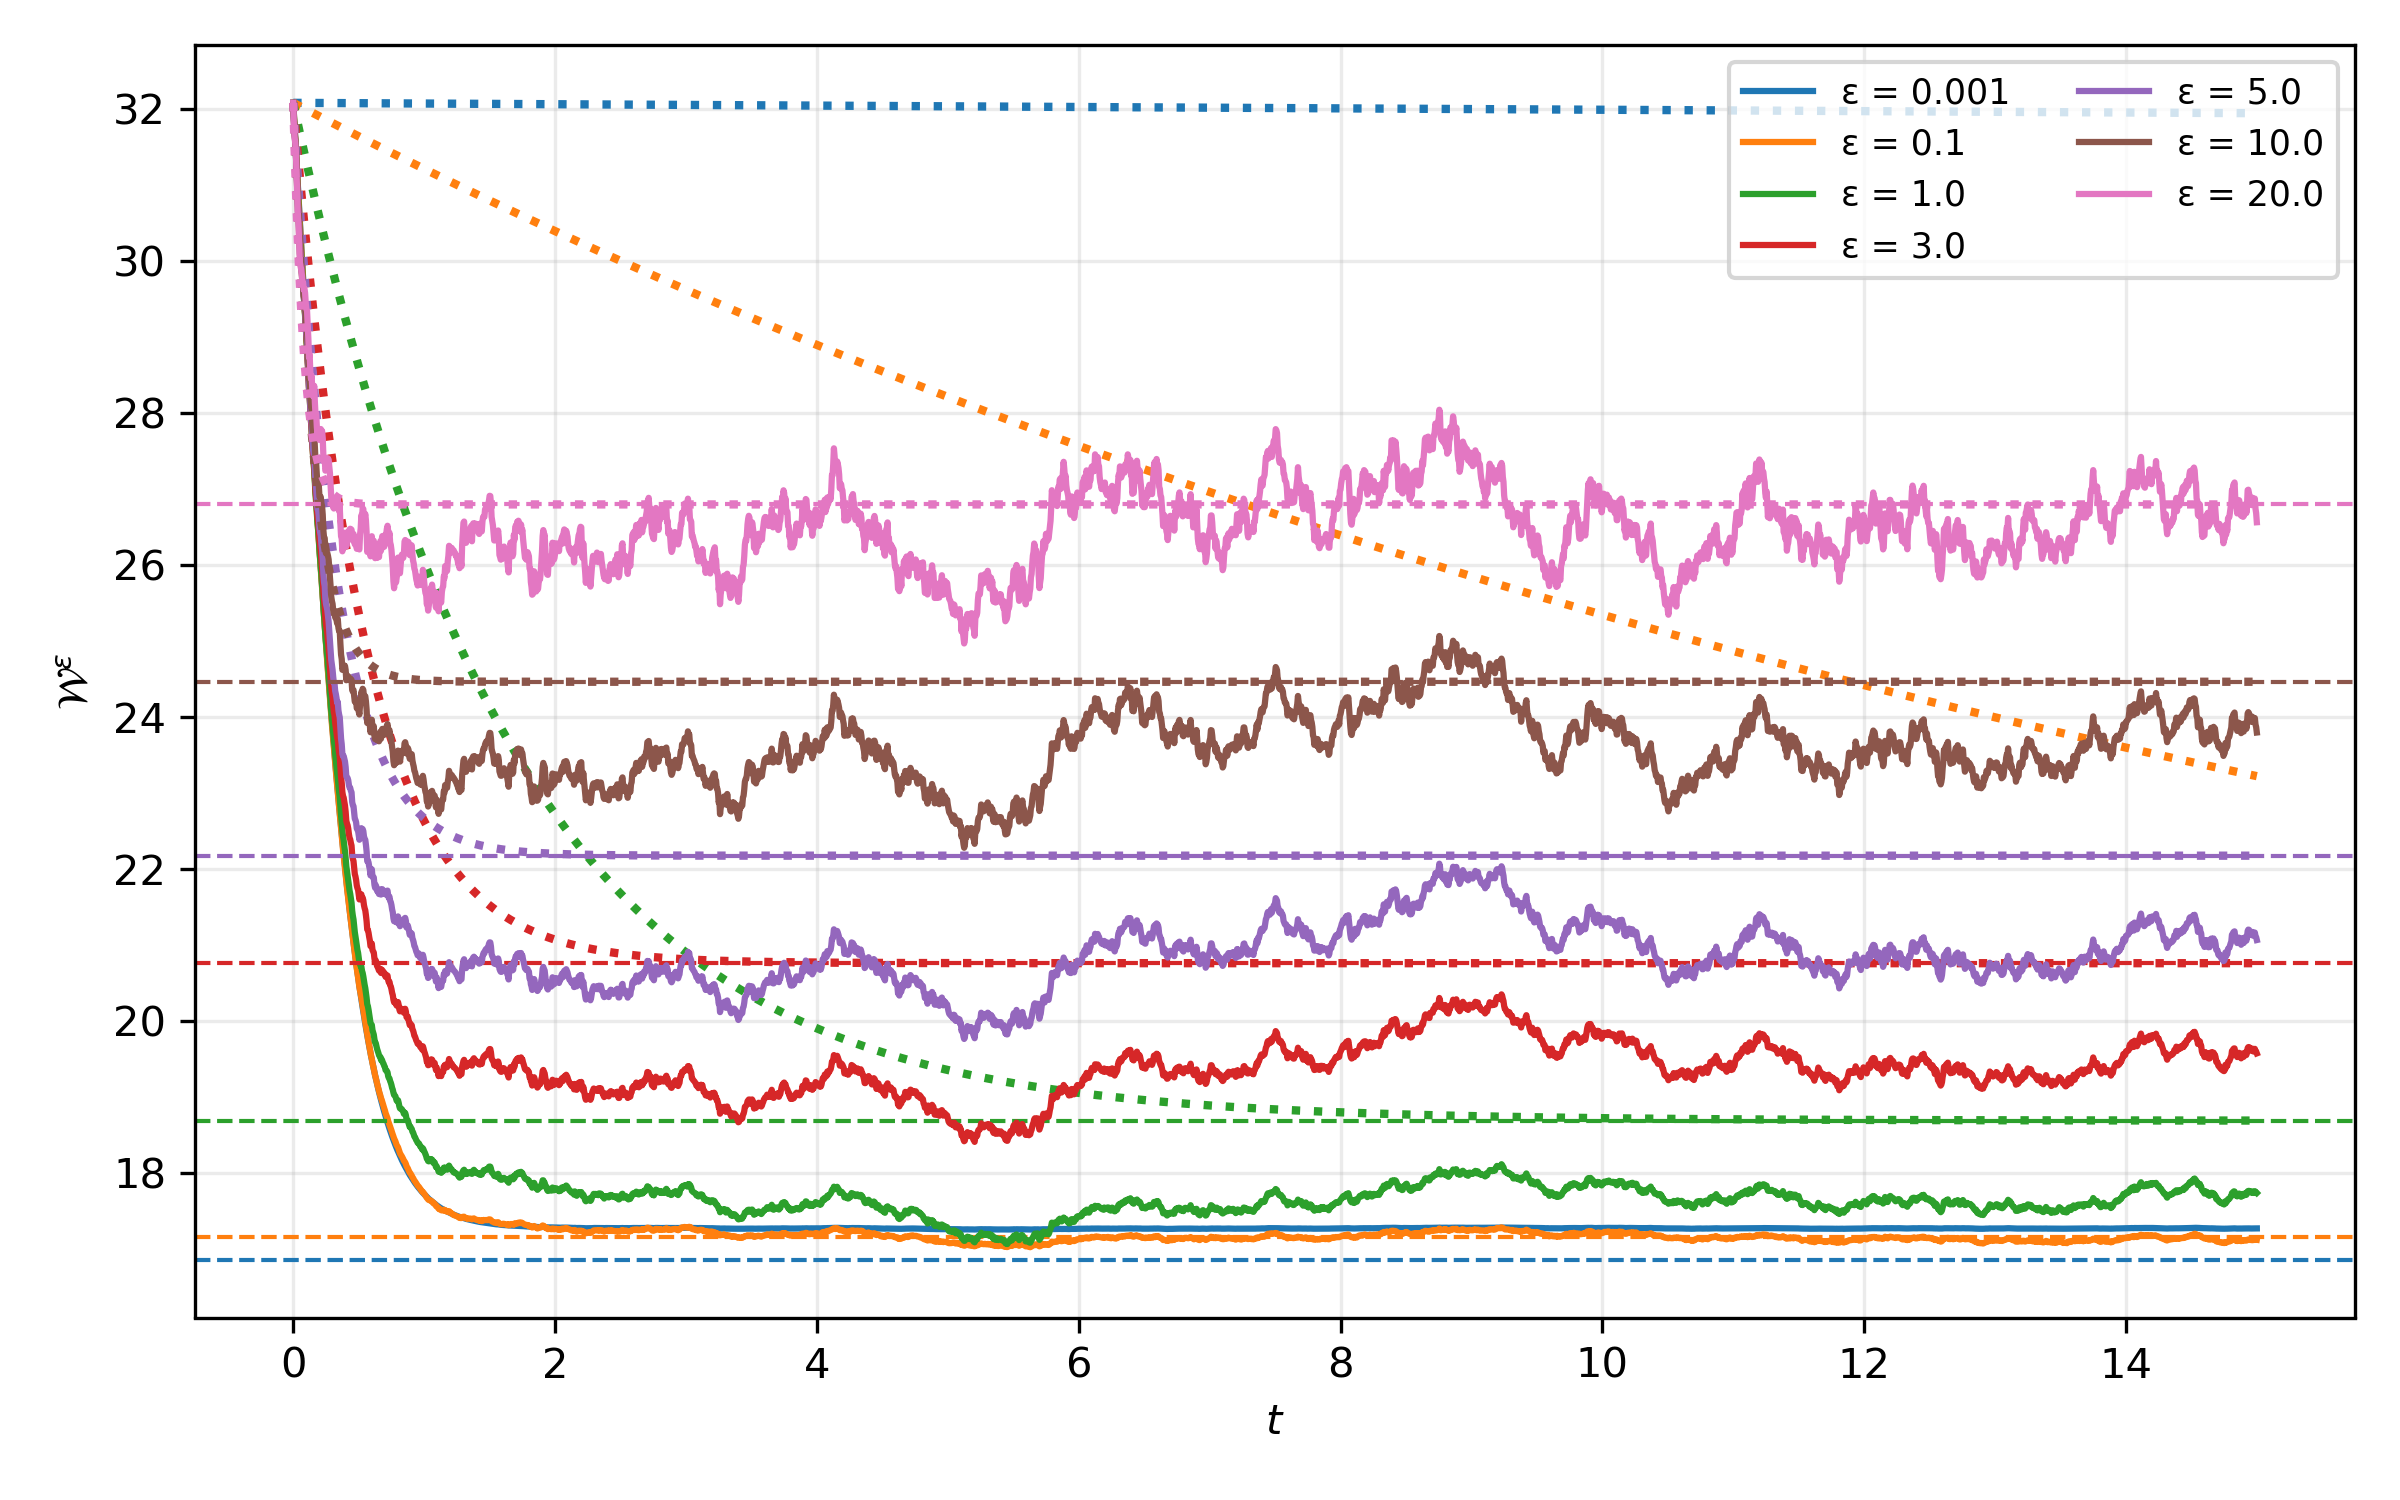 32
30
28
26
24
22
20
18
0 2 4 6 8 10 12 14
t
𝒲ᵋ
ε = 0.001
ε = 0.1
ε = 1.0
ε = 3.0
ε = 5.0
ε = 10.0
ε = 20.0